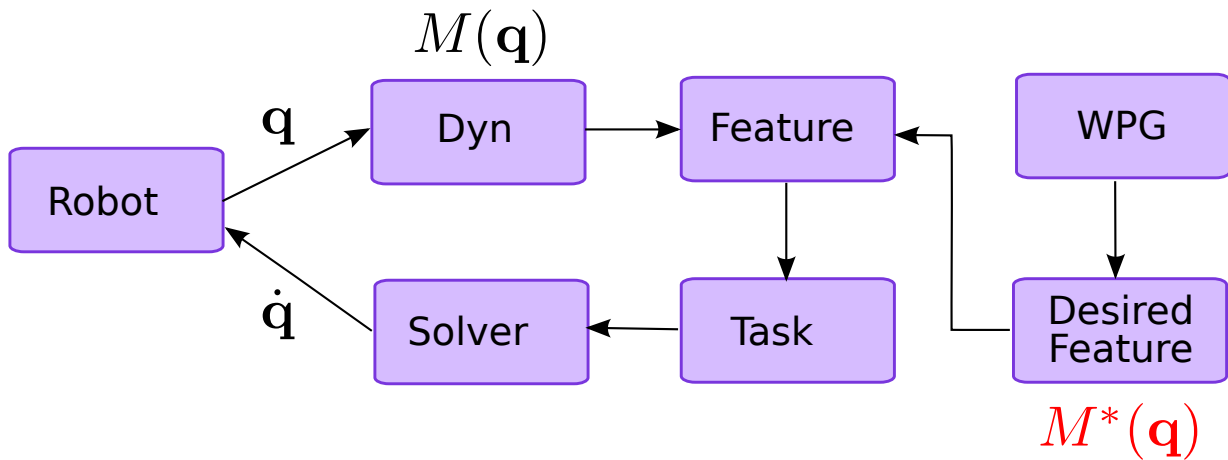 M(q)
q
Dyn
Feature
WPG
Robot
q̇
Solver
Task
Desired
Feature
M*(q)